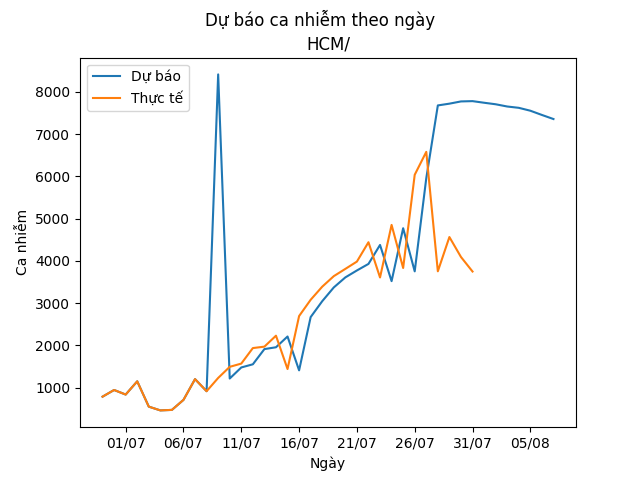 Dự báo ca nhiễm theo ngày
HCM/
Dự báo
Thực tế
Ca nhiễm
8000
7000
6000
5000
4000
3000
2000
1000
01/07 06/07 11/07 16/07 21/07 26/07 31/07 05/08
Ngày